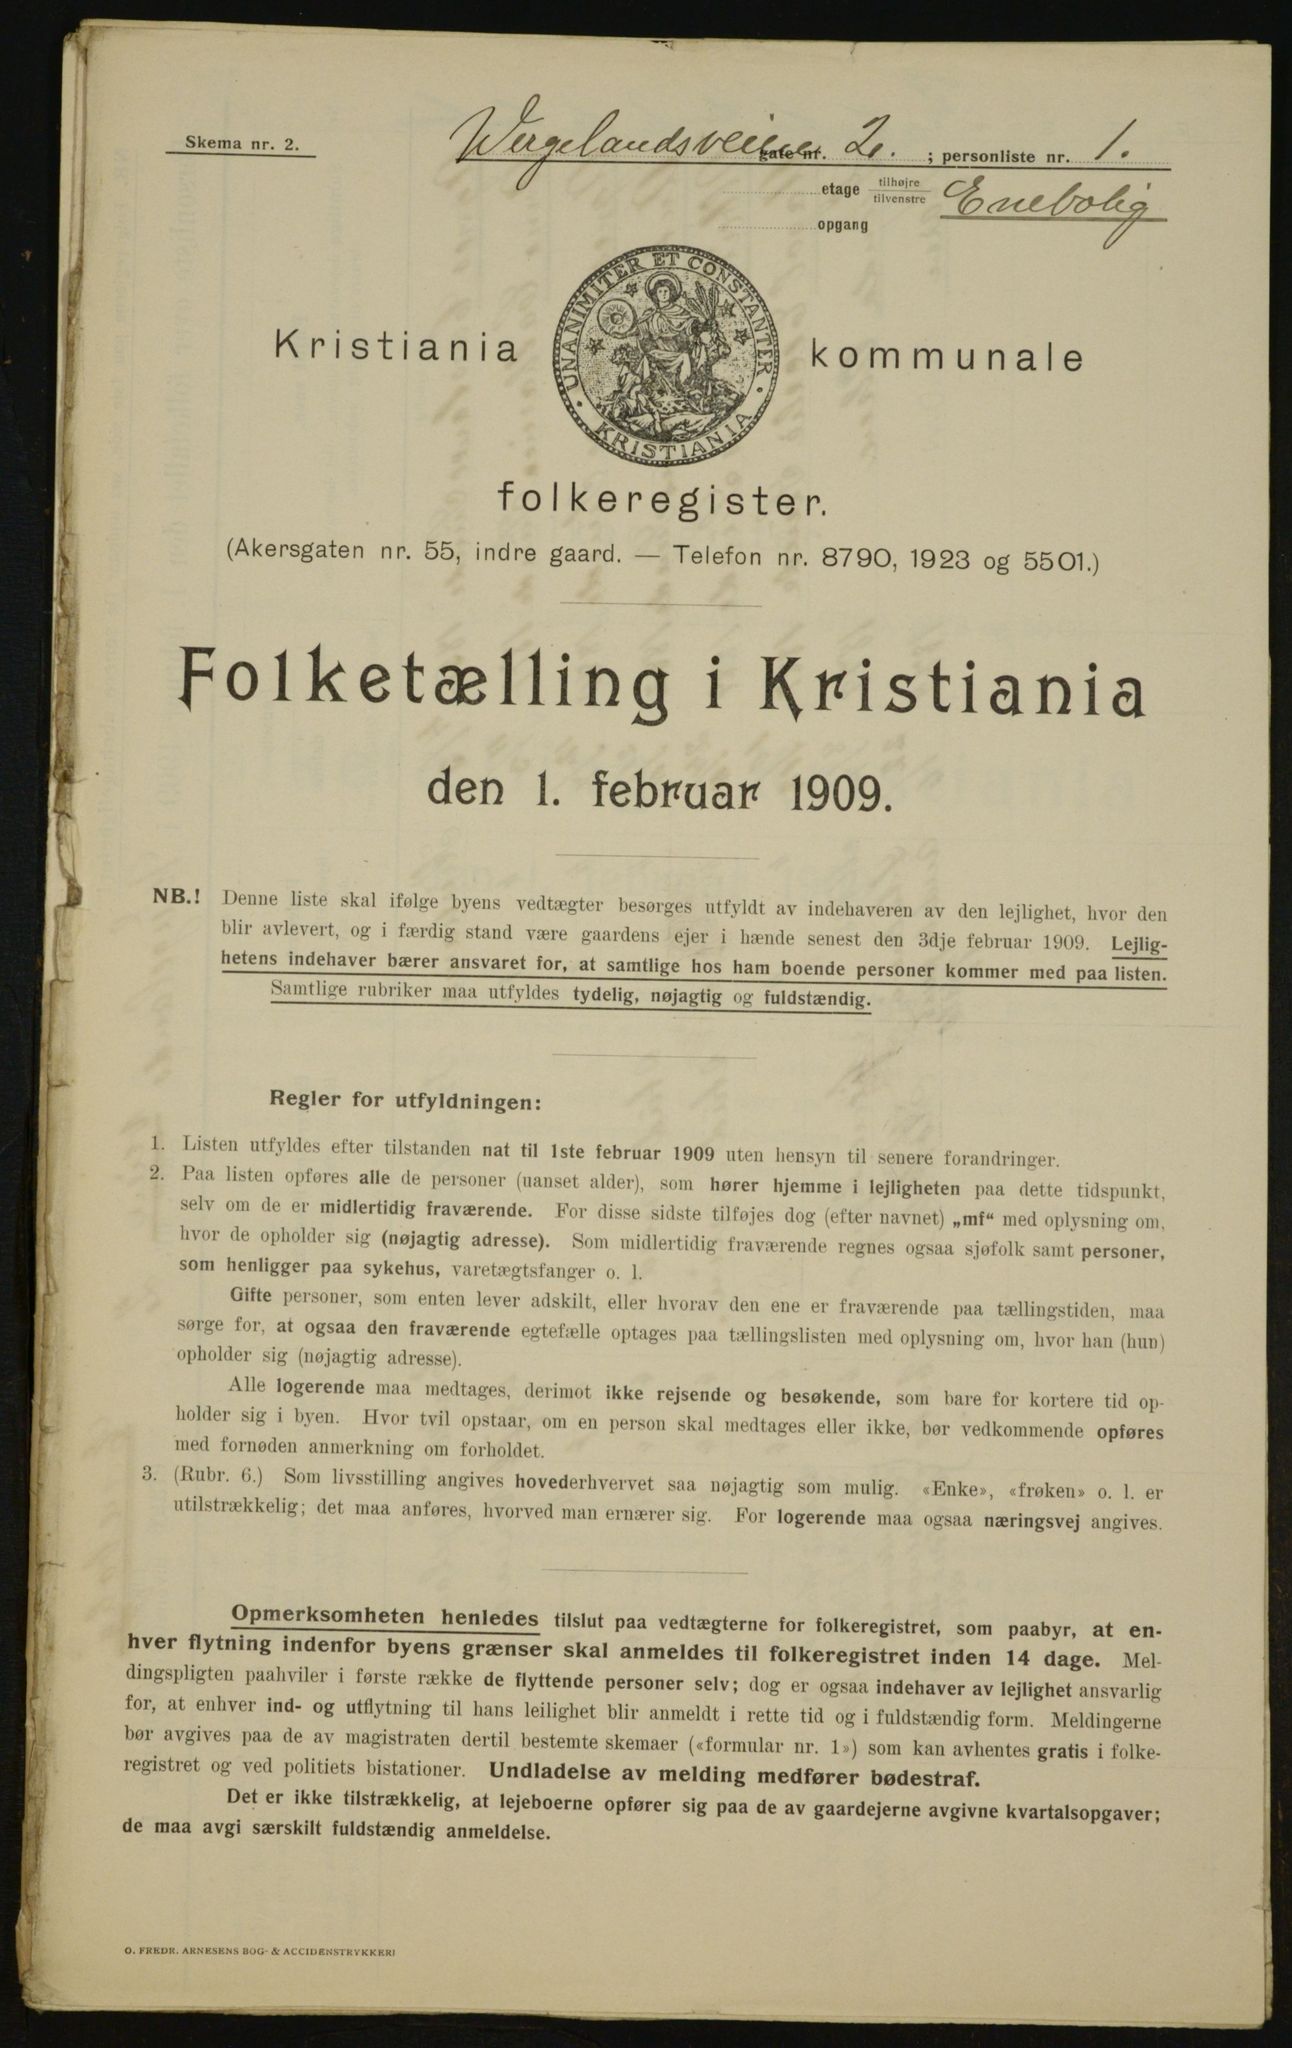 Skema nr. 2.
Wergelandsveien gate nr. 2. ; personliste nr. 1.
etage tilhøjre
tilvenstre Enebolig
opgang
UNANIMITER ET CONSTANTER
KRISTIANIA
Kristiania kommunale
folkeregister.
(Akersgaten nr. 55, indre gaard. — Telefon nr. 8790, 1923 og 5501.)
Folketælling i Kristiania
den 1. februar 1909.
NB.! Denne liste skal ifølge byens vedtægter besørges utfyldt av indehaveren av den lejlighet, hvor den
blir avlevert, og i færdig stand være gaardens ejer i hænde senest den 3dje februar 1909. Lejlig-
hetens indehaver bærer ansvaret for, at samtlige hos ham boende personer kommer med paa listen.
Samtlige rubriker maa utfyldes tydelig, nøjagtig og fuldstændig.
Regler for utfyldningen:
1. Listen utfyldes efter tilstanden nat til 1ste februar 1909 uten hensyn til senere forandringer.
2. Paa listen opføres alle de personer (uanset alder), som hører hjemme i lejligheten paa dette tidspunkt,
selv om de er midlertidig fraværende. For disse sidste tilføjes dog (efter navnet) „mf“ med oplysning om,
hvor de opholder sig (nøjagtig adresse). Som midlertidig fraværende regnes ogsaa sjøfolk samt personer,
som henligger paa sykehus, varetægtsfanger o. l.
Gifte personer, som enten lever adskilt, eller hvorav den ene er fraværende paa tællingstiden, maa
sørge for, at ogsaa den fraværende egtefælle optages paa tællingslisten med oplysning om, hvor han (hun)
opholder sig (nøjagtig adresse).
Alle logerende maa medtages, derimot ikke rejsende og besøkende, som bare for kortere tid op-
holder sig i byen. Hvor tvil opstaar, om en person skal medtages eller ikke, bør vedkommende opføres
med fornøden anmerkning om forholdet.
3. (Rubr. 6.) Som livsstilling angives hovederhvervet saa nøjagtig som mulig. «Enke», «frøken» o. l. er
utilstrækkelig; det maa anføres, hvorved man ernærer sig. For logerende maa ogsaa næringsvej angives.
Opmerksomheten henledes tilslut paa vedtægterne for folkeregistret, som paabyr, at en-
hver flytning indenfor byens grænser skal anmeldes til folkeregistret inden 14 dage. Mel-
dingspligten paahviler i første række de flyttende personer selv; dog er ogsaa indehaver av lejlighet ansvarlig
for, at enhver ind- og utflytning til hans leilighet blir anmeldt i rette tid og i fuldstændig form. Meldingerne
bør avgives paa de av magistraten dertil bestemte skemaer («formular nr. 1») som kan avhentes gratis i folke-
registret og ved politiets bistationer. Undladelse av melding medfører bødestraf.
Det er ikke tilstrækkelig, at lejeboerne opfører sig paa de av gaardejerne avgivne kvartalsopgaver;
de maa avgi særskilt fuldstændig anmeldelse.
O. FREDR. ARNESENS BOG- & ACCIDENSTRYKKERI